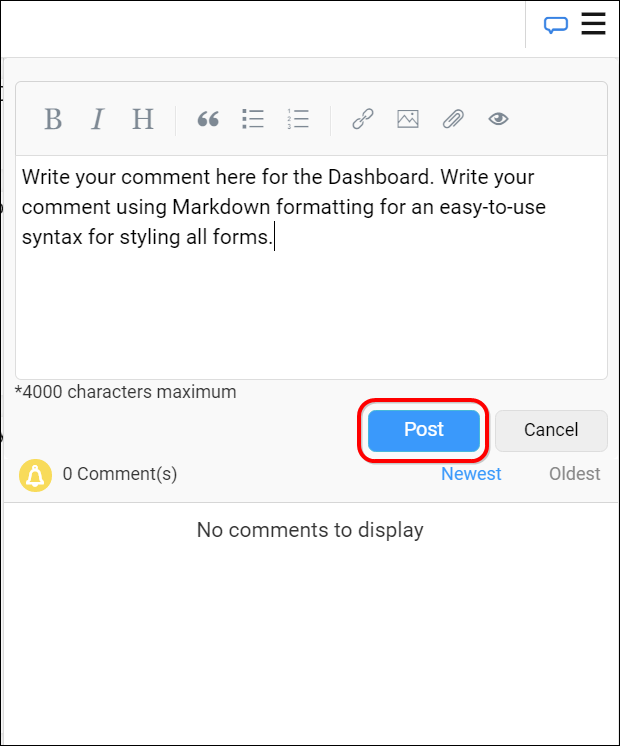 B I H
Write your comment here for the Dashboard. Write your
comment using Markdown formatting for an easy-to-use
syntax for styling all forms.
*4000 characters maximum
Post Cancel
0 Comment(s) Newest Oldest
No comments to display